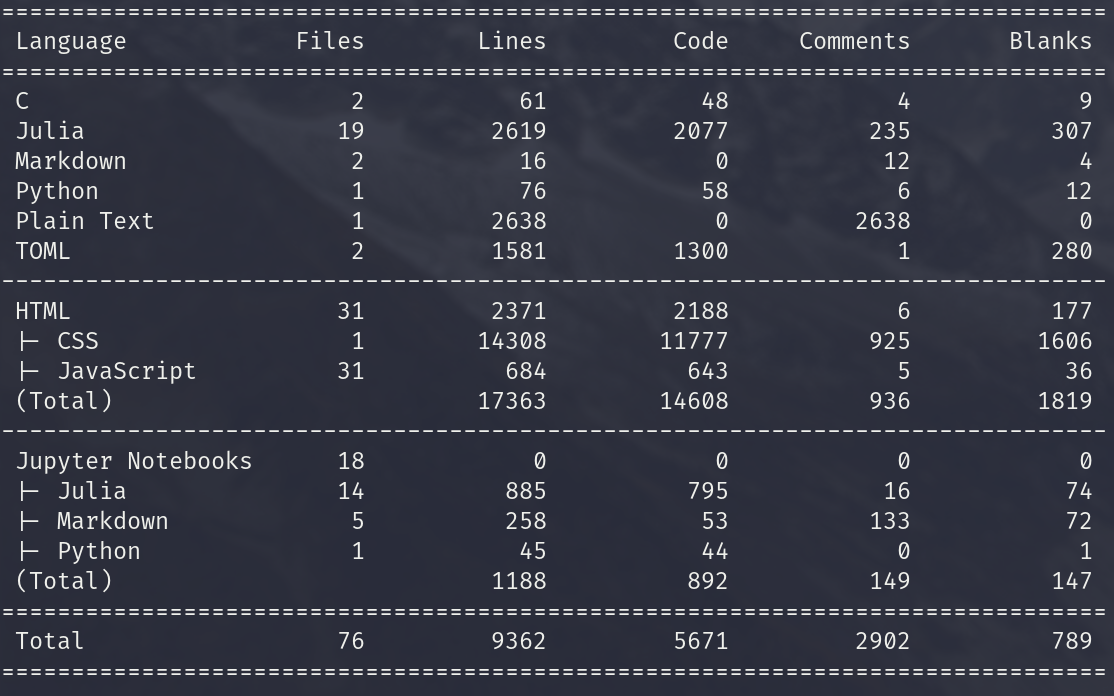 ================================================================================
 Language             Files        Lines         Code     Comments       Blanks
================================================================================
 C                        2           61           48            4            9
 Julia                   19         2619         2077          235          307
 Markdown                 2           16            0           12            4
 Python                   1           76           58            6           12
 Plain Text               1         2638            0         2638            0
 TOML                     2         1581         1300            1          280
--------------------------------------------------------------------------------
 HTML                    31         2371         2188            6          177
 |- CSS                   1        14308        11777          925         1606
 |- JavaScript           31          684          643            5           36
 (Total)                           17363        14608          936         1819
--------------------------------------------------------------------------------
 Jupyter Notebooks       18            0            0            0            0
 |- Julia                14          885          795           16           74
 |- Markdown              5          258           53          133           72
 |- Python                1           45           44            0            1
 (Total)                            1188          892          149          147
================================================================================
 Total                   76         9362         5671         2902          789
================================================================================